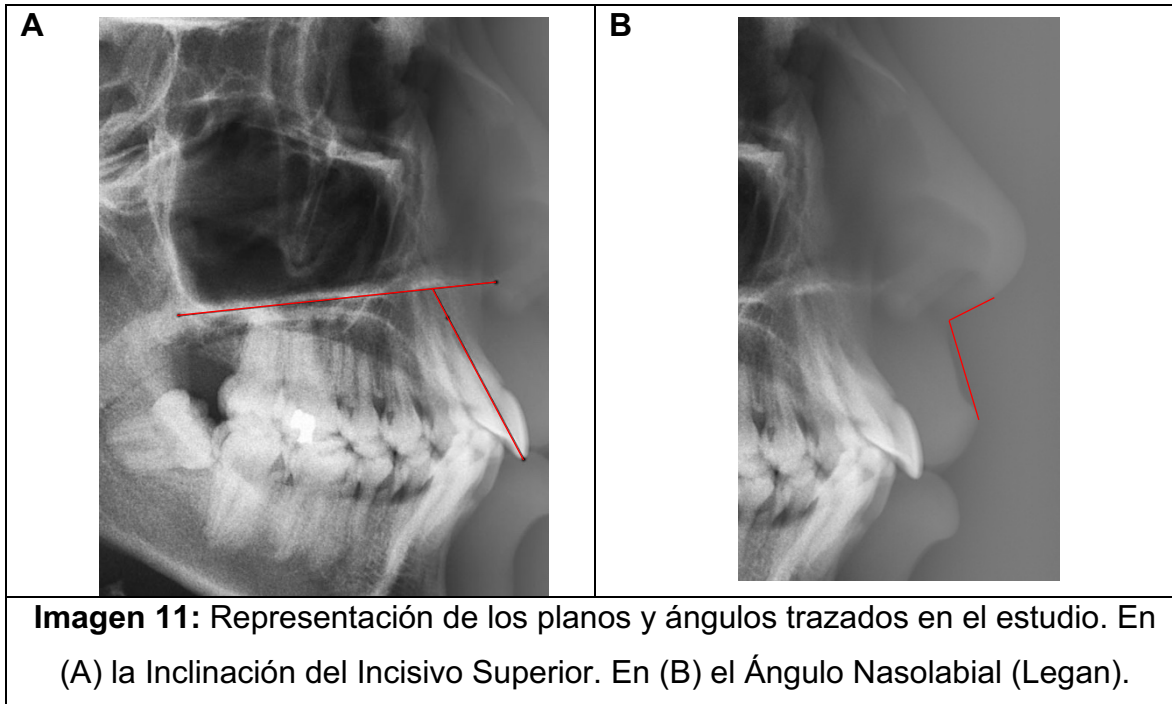 A
B
Imagen 11: Representación de los planos y ángulos trazados en el estudio. En
(A) la Inclinación del Incisivo Superior. En (B) el Ángulo Nasolabial (Legan).